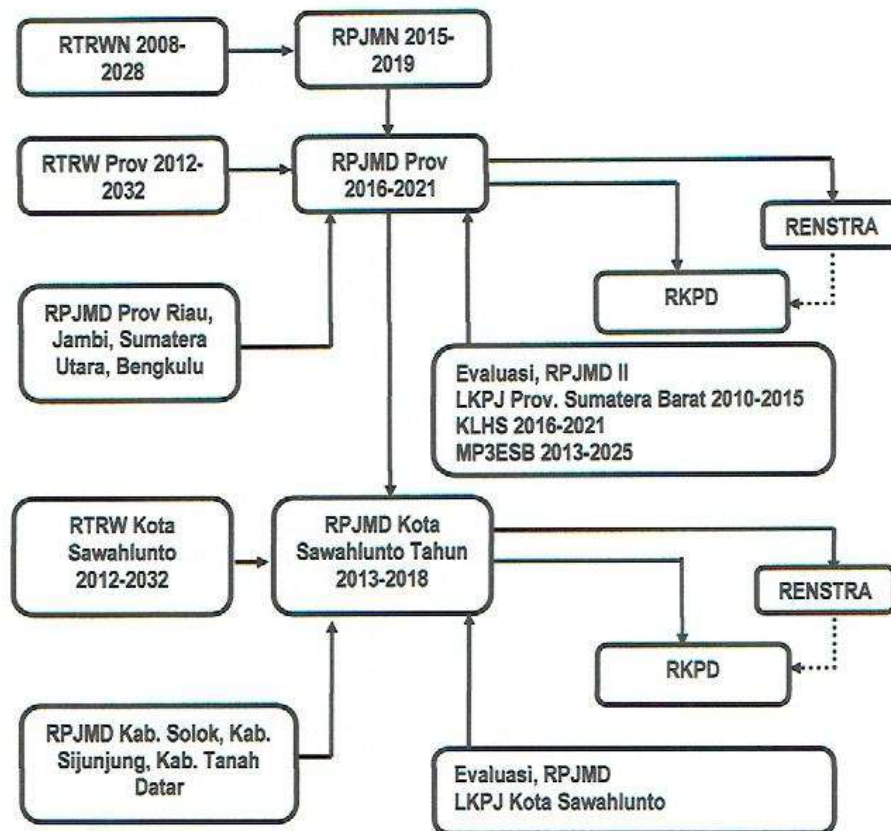 RTRWN 2008-
2028
RPJMN 2015-
2019
RTRW Prov 2012-
2032
RPJMD Prov
2016-2021
RENSTRA
RKPD
RPJMD Prov Riau,
Jambi, Sumatera
Utara, Bengkulu
Evaluasi, RPJMD II
LKPJ Prov. Sumatera Barat 2010-2015
KLHS 2016-2021
MP3ESB 2013-2025
RTRW Kota
Sawahlunto
2012-2032
RPJMD Kota
Sawahlunto Tahun
2013-2018
RENSTRA
RKPD
RPJMD Kab. Solok, Kab.
Sijunjung, Kab. Tanah
Datar
Evaluasi, RPJMD
LKPJ Kota Sawahlunto